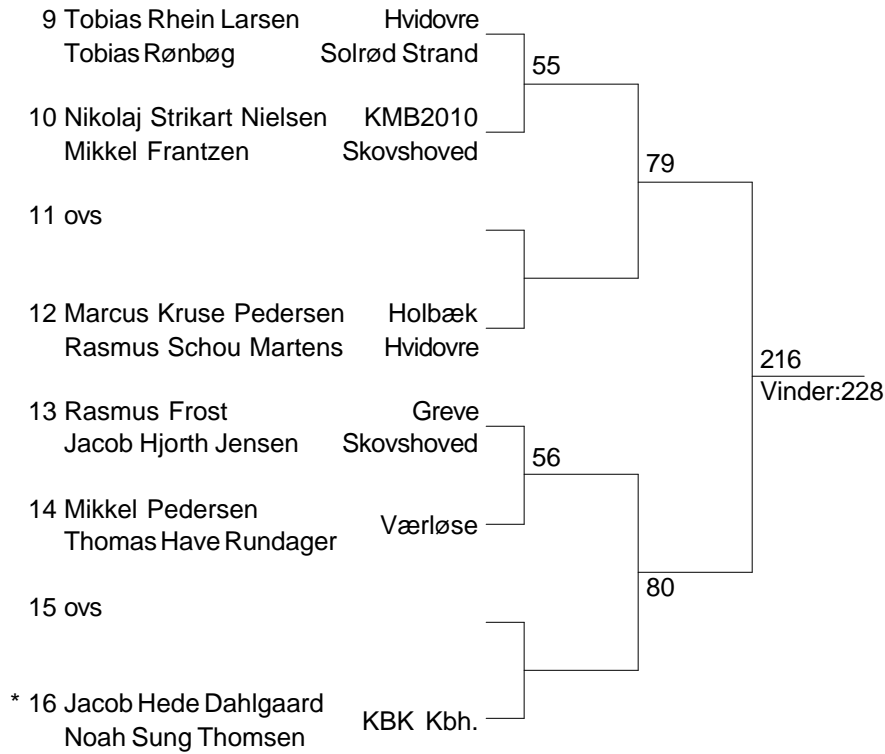 9 Tobias Rhein Larsen Hvidovre
Tobias Rønbøg Solrød Strand
55
10 Nikolaj Strikart Nielsen KMB2010
Mikkel Frantzen Skovshoved
79
11 ovs
12 Marcus Kruse Pedersen Holbæk
Rasmus Schou Martens Hvidovre
216
Vinder:228
13 Rasmus Frost Greve
Jacob Hjorth Jensen Skovshoved
56
14 Mikkel Pedersen
Værløse
Thomas Have Rundager
80
15 ovs
* 16 Jacob Hede Dahlgaard
KBK Kbh.
Noah Sung Thomsen